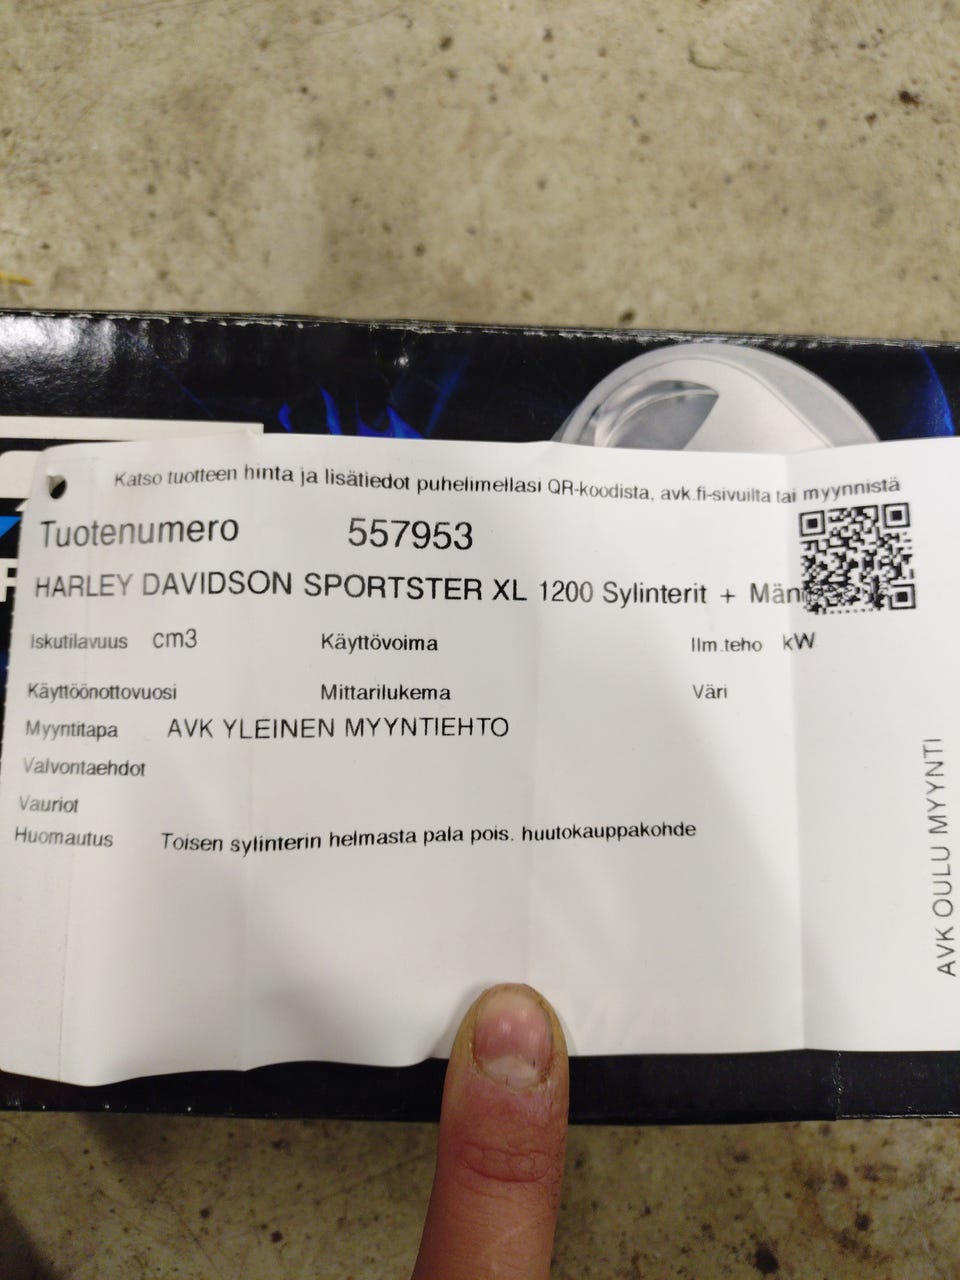 Katso tuotteen hinta ja lisätiedot puhelimellasi QR-koodista, avk.fi-sivuilta tai myynnistä
Tuotenumero 557953
HARLEY DAVIDSON SPORTSTER XL 1200 Sylinterit + Män
Iskutilavuus cm3 Käyttövoima Ilm.teho kW
Käyttöönottovuosi Mittarilukema Väri
Myyntitapa AVK YLEINEN MYYNTIEHTO
Valvontaehdot
Vauriot
Huomautus Toisen sylinterin helmasta pala pois. huutokauppakohde
AVK OULU MYYNTI